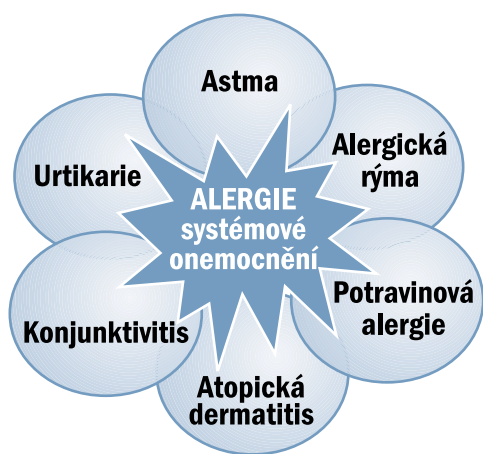 Astma
Alergická
rýma
Urtikarie
ALERGIE
systémové
onemocnění
Potravinová
alergie
Konjunktivitis
Atopická
dermatitis